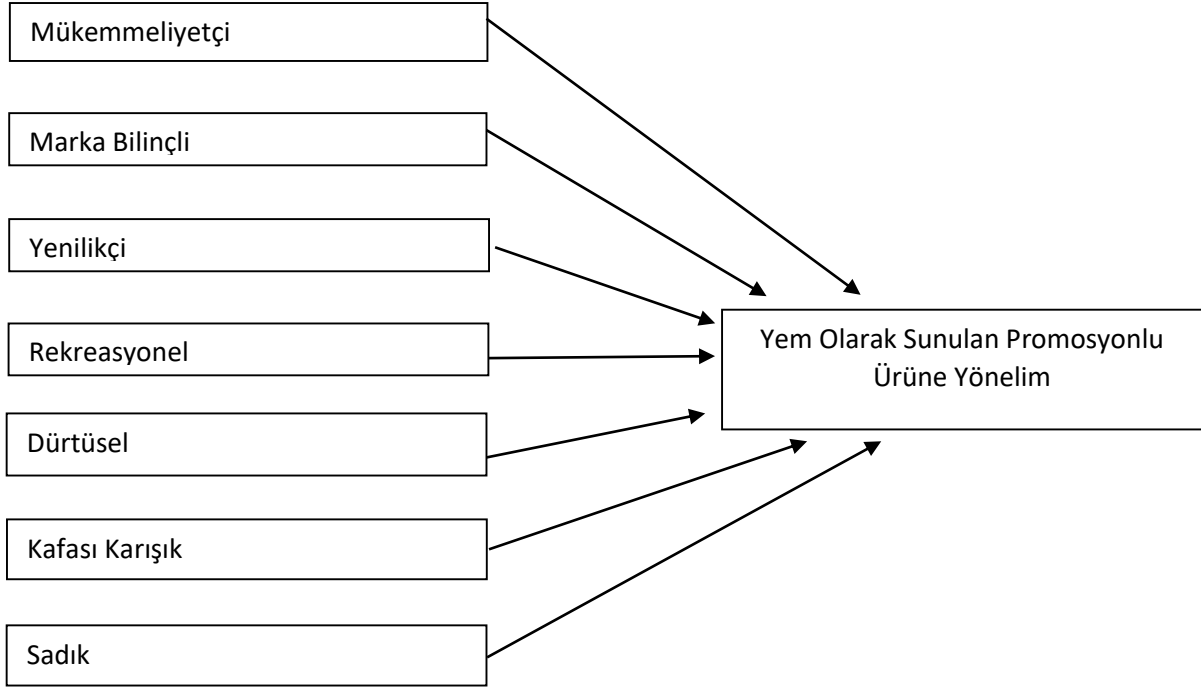 Mükemmeliyetçi
Marka Bilinçli
Yenilikçi
Rekreasyonel
Dürtüsel
Kafası Karışık
Sadık
Yem Olarak Sunulan Promosyonlu
Ürüne Yönelim